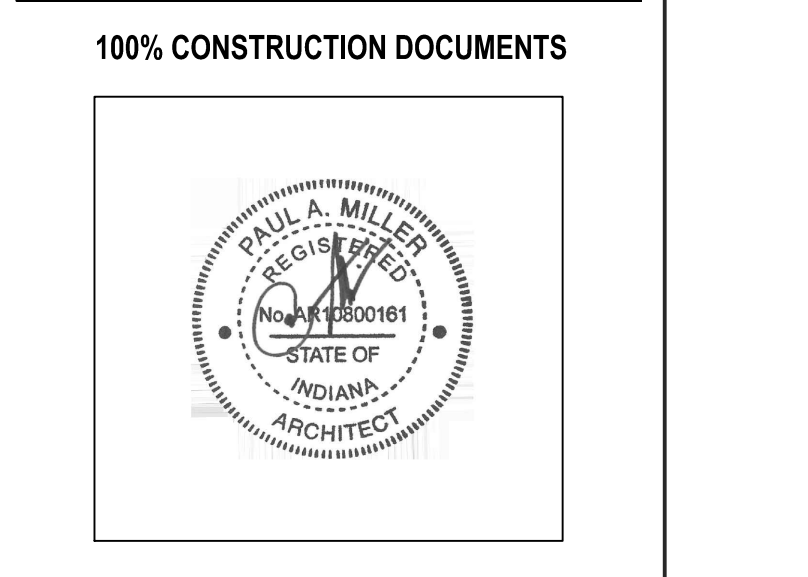 100% CONSTRUCTION DOCUMENTS
PAUL A. MILLER
REGISTERED
No. AR10800161
STATE OF
INDIANA
ARCHITECT